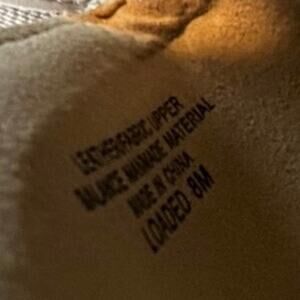 LEATHER/FABRIC UPPER
BALANCE MANMADE MATERIAL
MADE IN CHINA
LOADED 8M